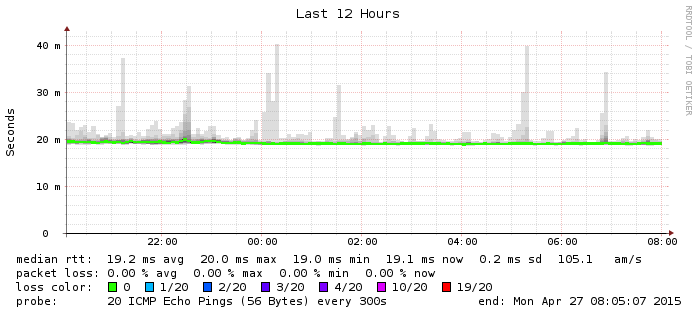 Last 12 Hours
RRDTOOL / TOBI OETIKER
Seconds
40 m
30 m
20 m
10 m
0
22:00 00:00 02:00 04:00 06:00 08:00
median rtt: 19.2 ms avg 20.0 ms max 19.0 ms min 19.1 ms now 0.2 ms sd 105.1 am/s
packet loss: 0.00 % avg 0.00 % max 0.00 % min 0.00 % now
loss color: 0 1/20 2/20 3/20 4/20 10/20 19/20
probe: 20 ICMP Echo Pings (56 Bytes) every 300s end: Mon Apr 27 08:05:07 2015